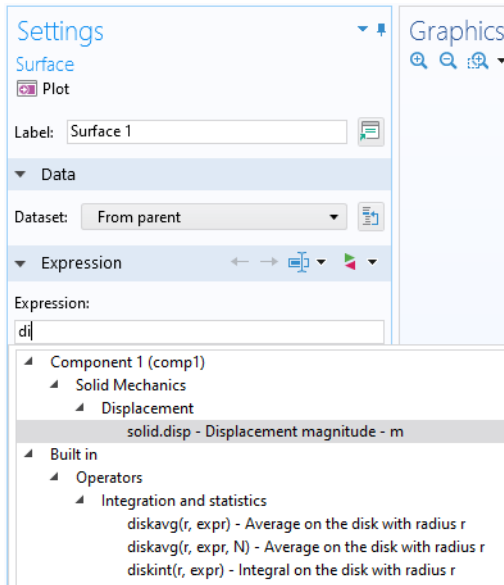 Settings
Surface
Plot
Label: Surface 1
Data
Dataset: From parent
Expression
Expression:
di
Component 1 (comp1)
Solid Mechanics
Displacement
solid.disp - Displacement magnitude - m
Built in
Operators
Integration and statistics
diskavg(r, expr) - Average on the disk with radius r
diskavg(r, expr, N) - Average on the disk with radius r
diskint(r, expr) - Integral on the disk with radius r
Graphics